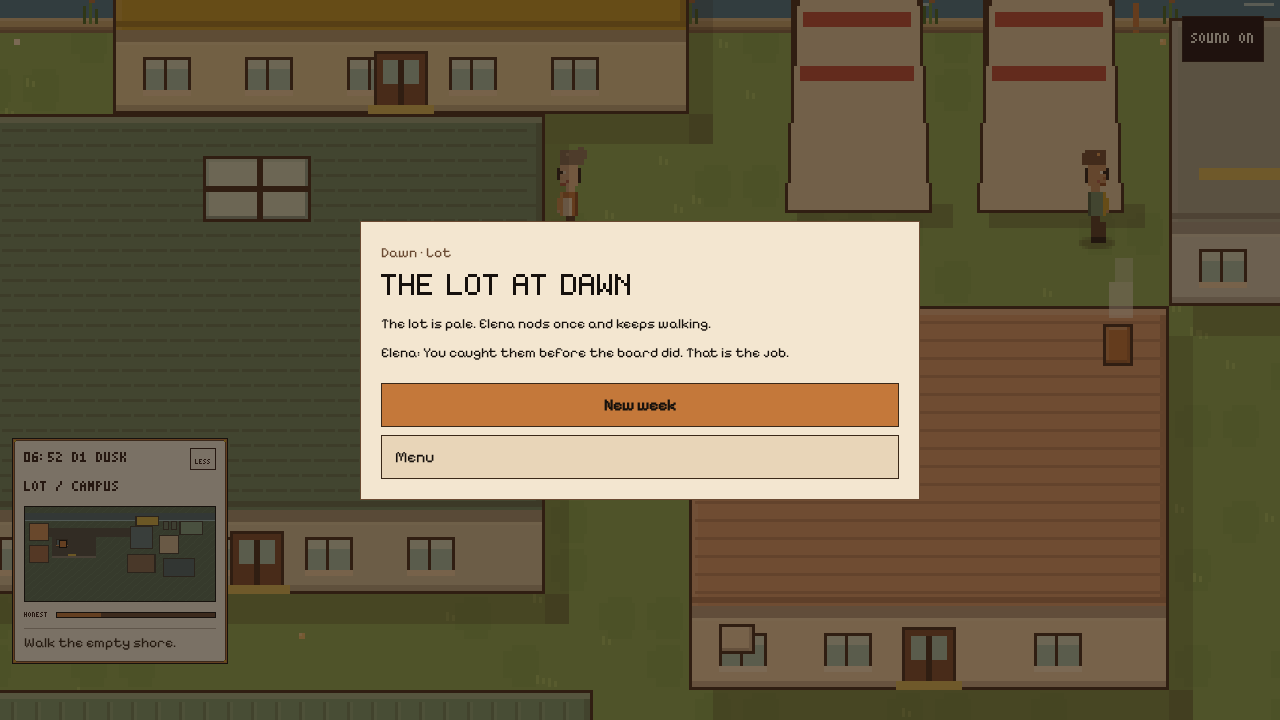 SOUND ON
Dawn · Lot
THE LOT AT DAWN
The lot is pale. Elena nods once and keeps walking.
Elena: You caught them before the board did. That is the job.
New week
Menu
06:52 D1 DUSK
LESS
LOT / CAMPUS
HONEST
Walk the empty shore.